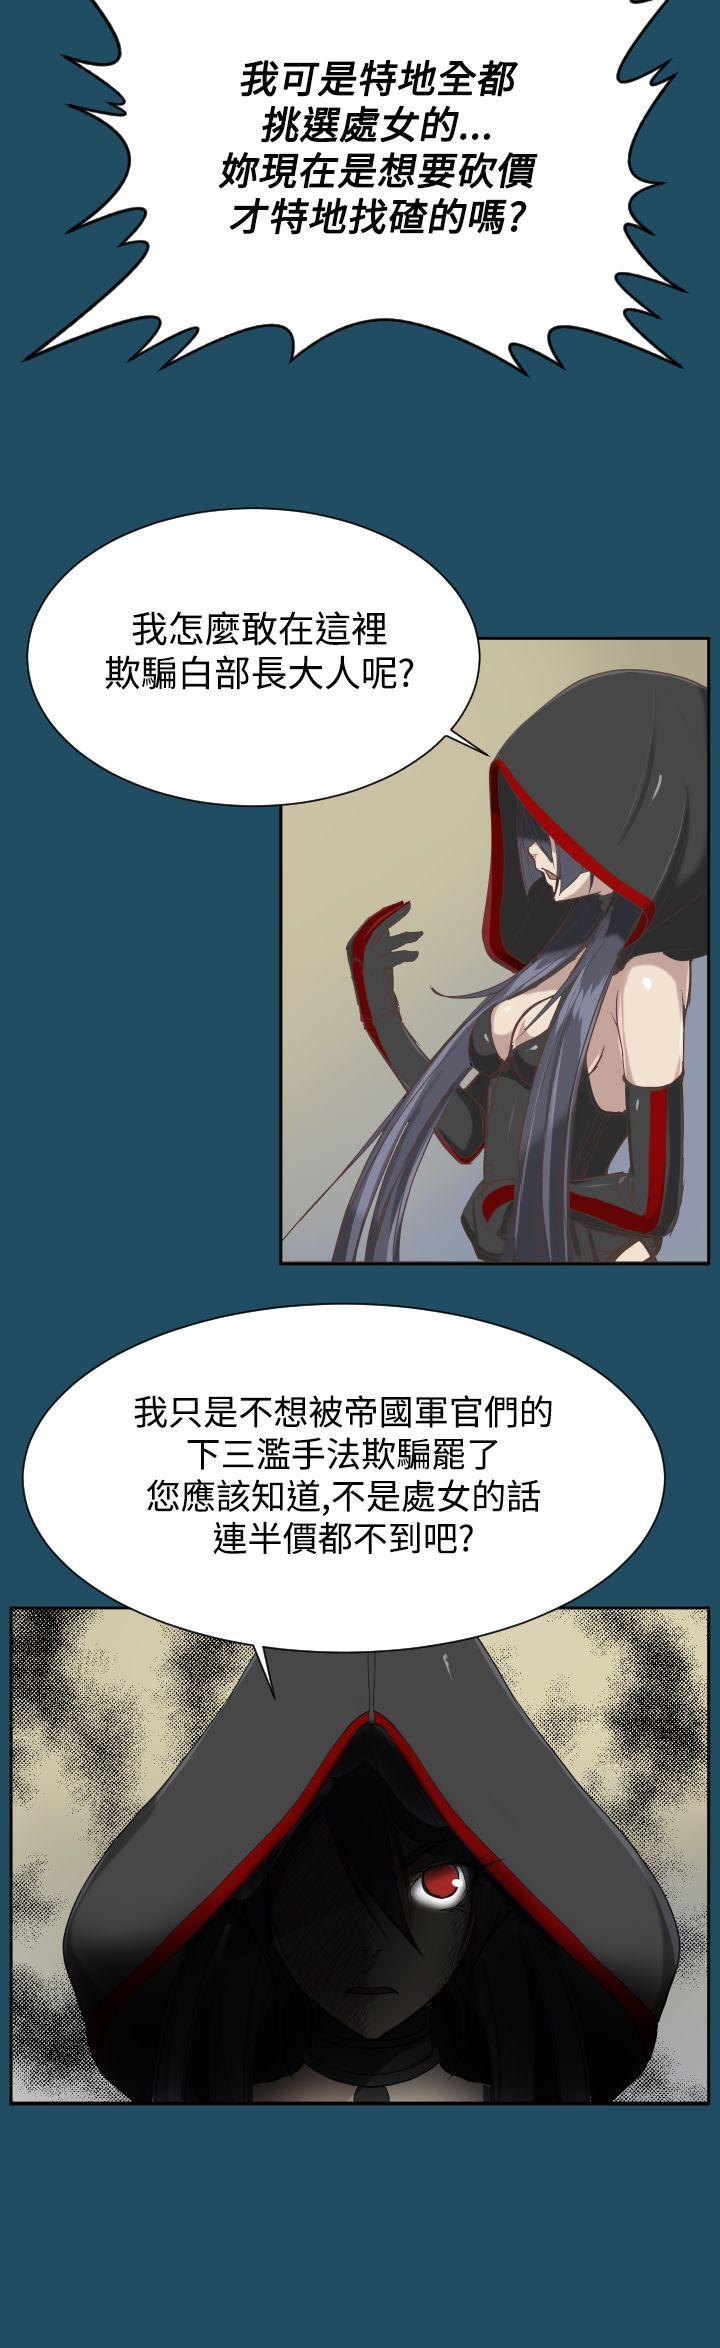 我可是特地全都
挑選處女的...
妳現在是想要砍價
才特地找碴的嗎?
我怎麼敢在這裡
欺騙白部長大人呢?
我只是不想被帝國軍官們的
下三濫手法欺騙罷了
您應該知道,不是處女的話
連半價都不到吧?